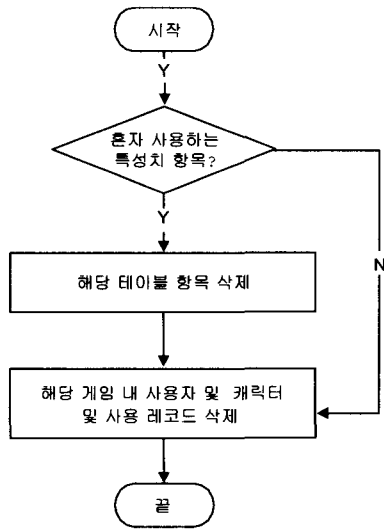 시작
Y
혼자 사용하는
특성치 항목?
Y
N
해당 테이블 항목 삭제
해당 게임 내 사용자 및 캐릭터
및 사용 레코드 삭제
끝